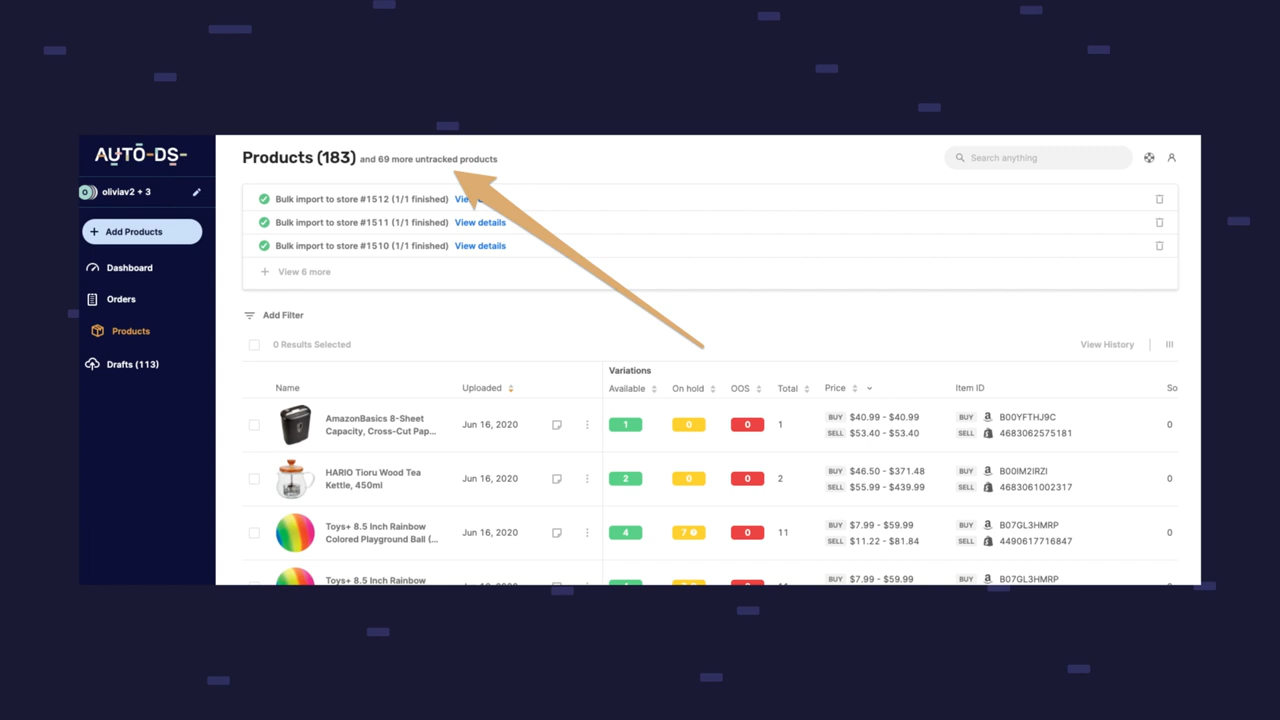 AUTO-DS-
Products (183) and 69 more untracked products
Search anything
oliviav2 + 3
Add Products
Dashboard
Orders
Products
Drafts (113)
Bulk import to store #1512 (1/1 finished)
Bulk import to store #1511 (1/1 finished) View details
Bulk import to store #1510 (1/1 finished) View details
View 6 more
Add Filter
0 Results Selected
View History
Variations
Name Uploaded Available On hold OOS Total Price Item ID So
AmazonBasics 8-Sheet
Capacity, Cross-Cut Pap...
Jun 16, 2020 1 0 0 1
BUY $40.99 - $40.99 BUY B00YFTHJ9C
SELL $53.40 - $53.40 SELL 4683062575181
0
HARIO Tioru Wood Tea
Kettle, 450ml
Jun 16, 2020 2 0 0 2
BUY $46.50 - $371.48 BUY B00IM2IRZI
SELL $55.99 - $439.99 SELL 4683061002317
0
Toys+ 8.5 Inch Rainbow
Colored Playground Ball (...
Jun 16, 2020 4 7 0 11
BUY $7.99 - $59.99 BUY B07GL3HMRP
SELL $11.22 - $81.84 SELL 4490617716847
0
Toys+ 8.5 Inch Rainbow
BUY $7.99 - $59.99 BUY B07GL3HMRP